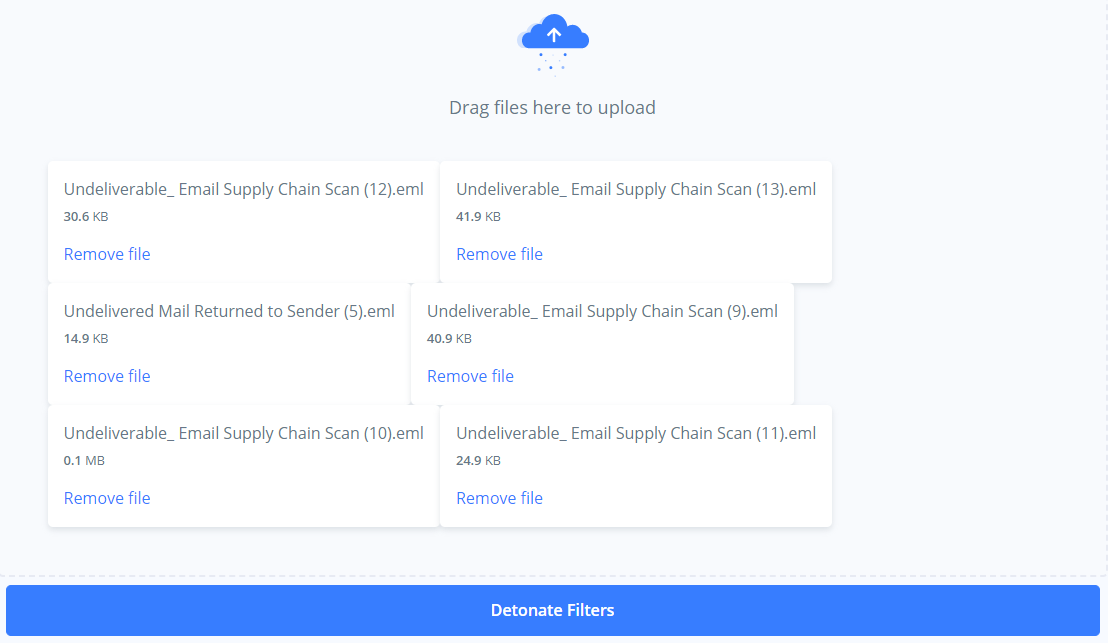 Drag files here to upload
Undeliverable_ Email Supply Chain Scan (12).eml
30.6 KB
Remove file
Undeliverable_ Email Supply Chain Scan (13).eml
41.9 KB
Remove file
Undelivered Mail Returned to Sender (5).eml
14.9 KB
Remove file
Undeliverable_ Email Supply Chain Scan (9).eml
40.9 KB
Remove file
Undeliverable_ Email Supply Chain Scan (10).eml
0.1 MB
Remove file
Undeliverable_ Email Supply Chain Scan (11).eml
24.9 KB
Remove file
Detonate Filters